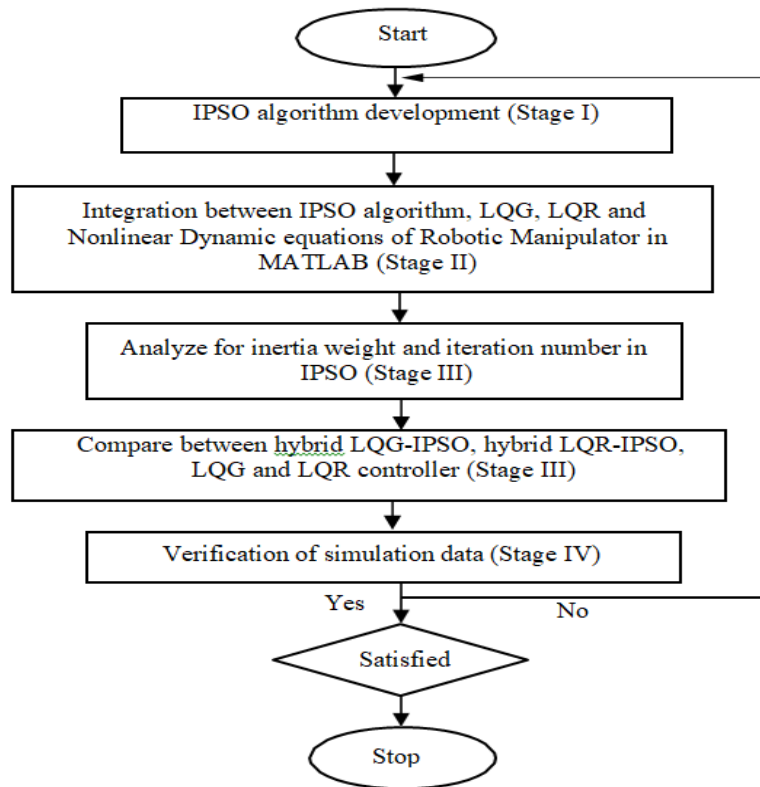 Start
IPSO algorithm development (Stage I)
Integration between IPSO algorithm, LQG, LQR and
Nonlinear Dynamic equations of Robotic Manipulator in
MATLAB (Stage II)
Analyze for inertia weight and iteration number in
IPSO (Stage III)
Compare between hybrid LQG-IPSO, hybrid LQR-IPSO,
LQG and LQR controller (Stage III)
Verification of simulation data (Stage IV)
Yes
No
Satisfied
Stop